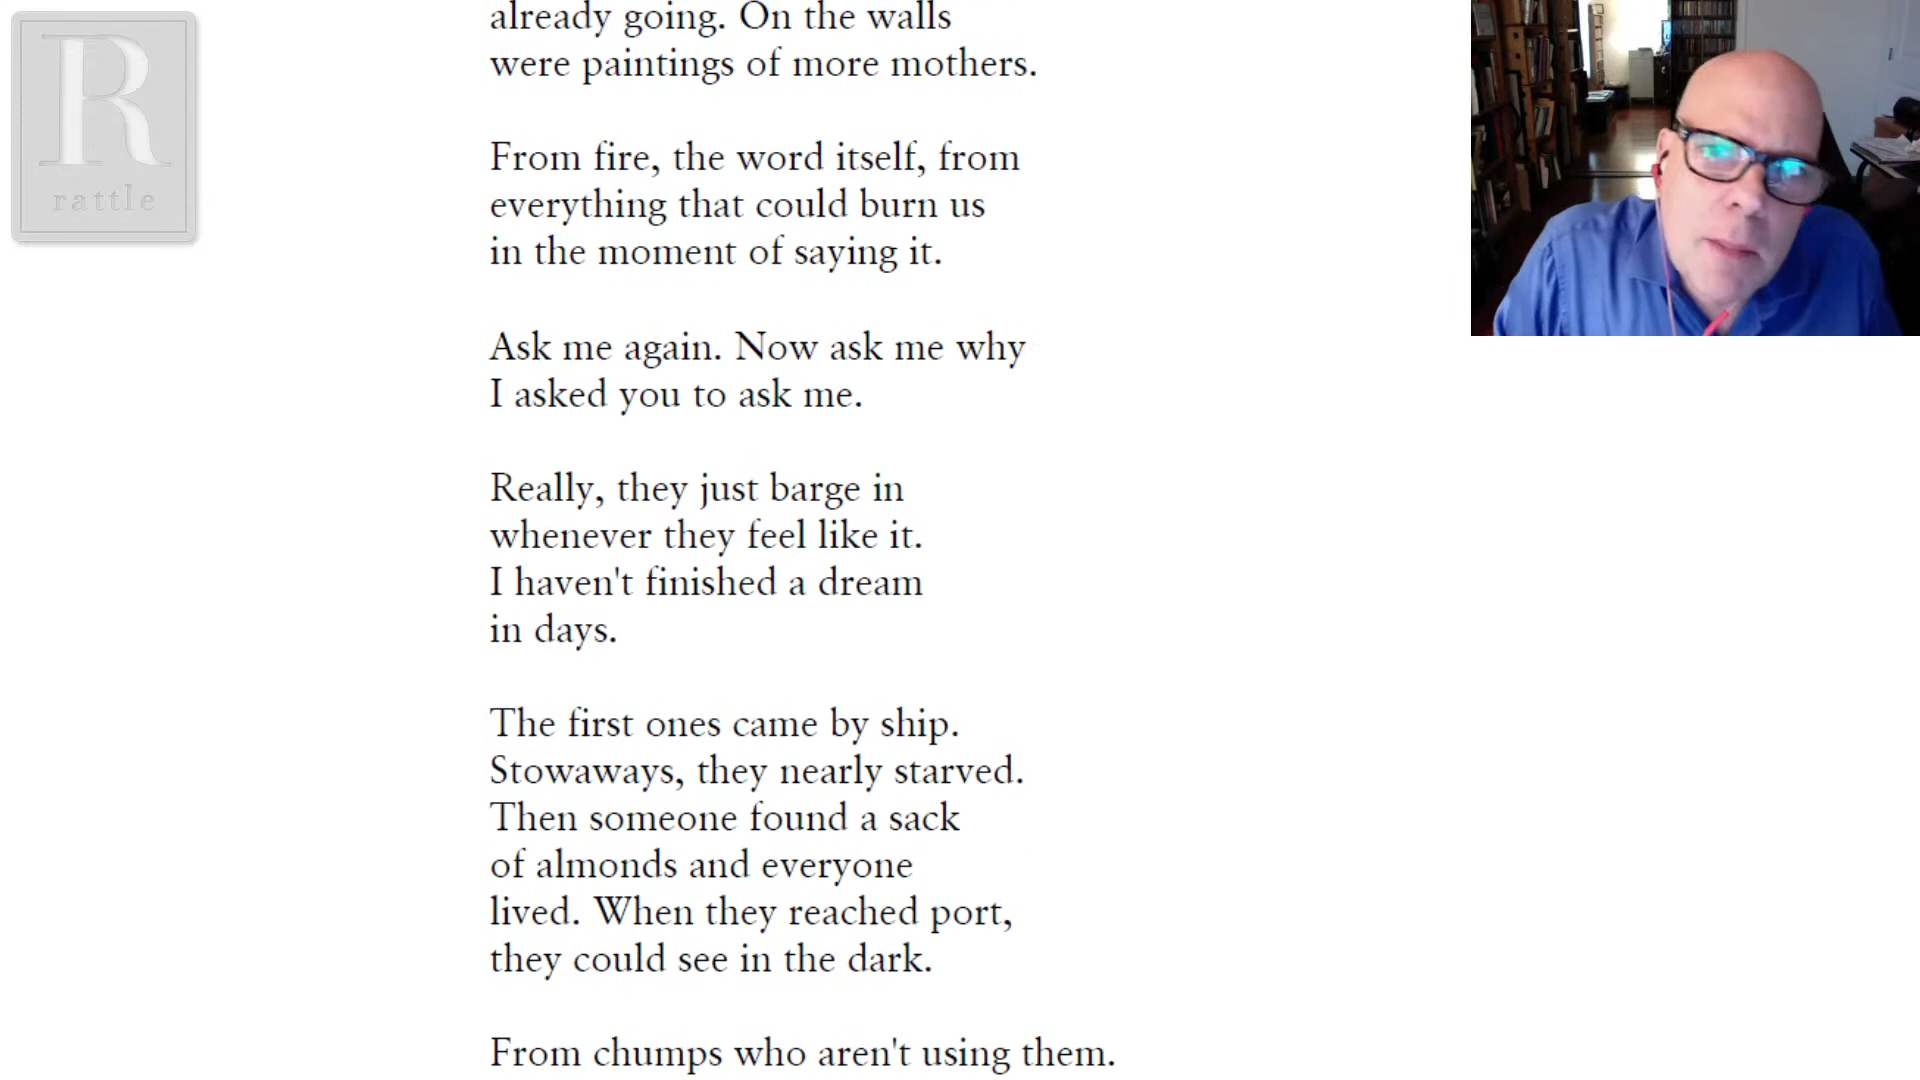 R
rattle
already going. On the walls
were paintings of more mothers.
From fire, the word itself, from
everything that could burn us
in the moment of saying it.
Ask me again. Now ask me why
I asked you to ask me.
Really, they just barge in
whenever they feel like it.
I haven't finished a dream
in days.
The first ones came by ship.
Stowaways, they nearly starved.
Then someone found a sack
of almonds and everyone
lived. When they reached port,
they could see in the dark.
From chumps who aren't using them.